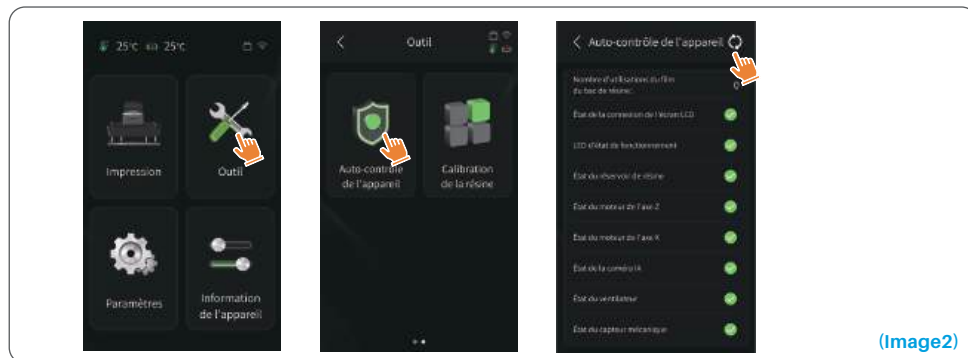 25℃ 25℃
Impression
Outil
Paramètres
Information
de l'appareil
Outil
Auto-contrôle
de l'appareil
Calibration
de la résine
Auto-contrôle de l'appareil
Nombre d'utilisations du film
du bac de résine:
0
État de la connexion de l'écran LCD
LED d'état de fonctionnement
État du réservoir de résine
État du moteur de l'axe Z
État du moteur de l'axe X
État de la caméra IA
État du ventilateur
État du capteur mécanique
(Image2)